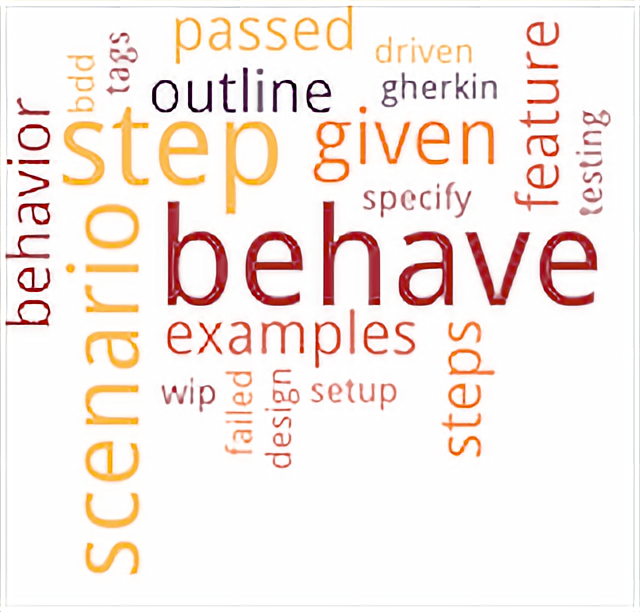 passed
driven
tags
bdd
outline
gherkin
feature
behavior
step
given
testing
specify
scenario
behave
examples
steps
wip
failed
design
setup